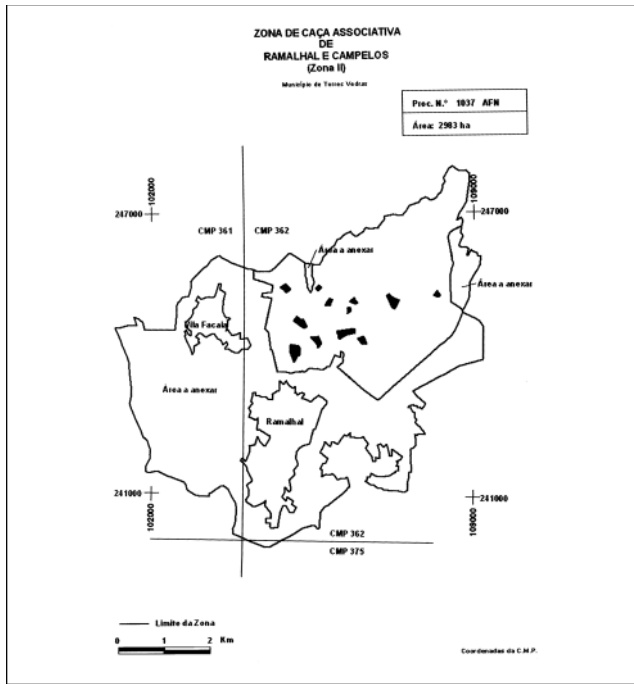 ZONA DE CAÇA ASSOCIATIVA
DE
RAMALHAL E CAMPELOS
(Zona II)
Município de Torres Vedras
Proc. N.º 1037 AFN
Área: 2983 ha
102000
109000
247000
247000
CMP 361
CMP 362
Área a anexar
Área a anexar
Vila Facaia
Área a anexar
Ramalhal
241000
241000
102000
109000
CMP 362
CMP 375
Limite da Zona
0 1 2 Km
Coordenadas da C.M.P.